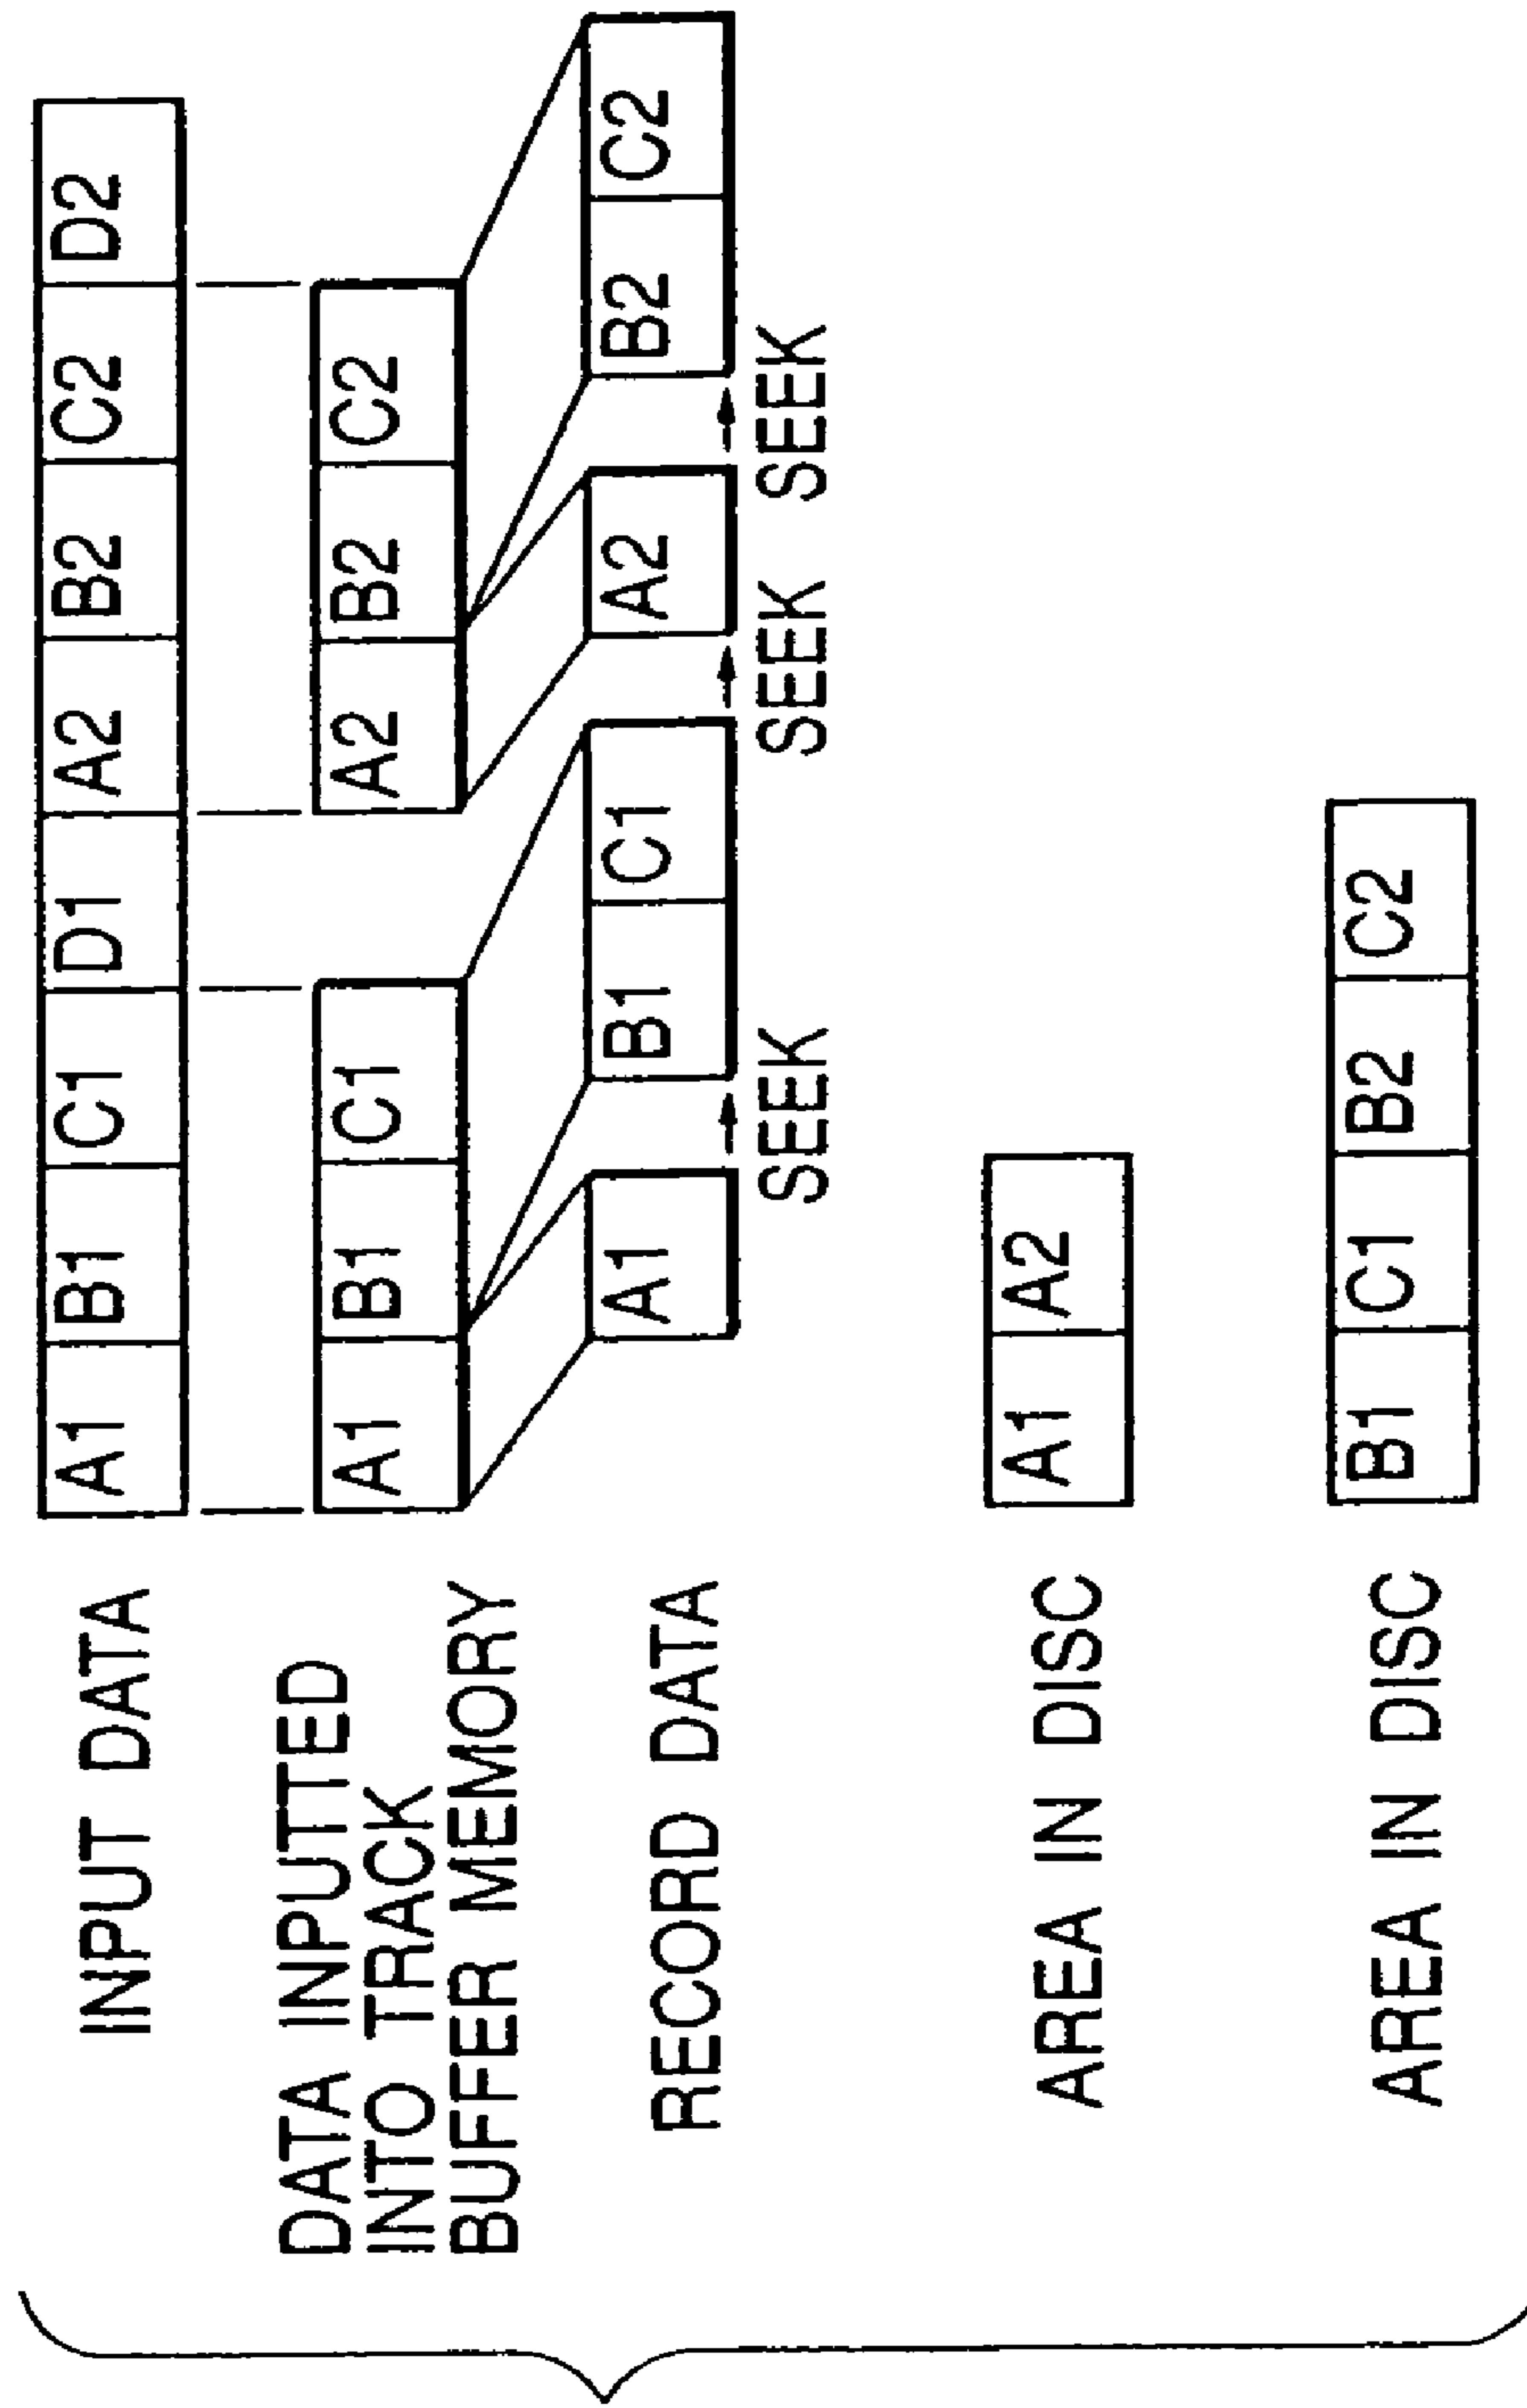 INPUT DATA
A1 B1 C1 D1 A2 B2 C2 D2
DATA INPUTTED
INTO TRACK
BUFFER MEMORY
A1 B1 C1 A2 B2 C2
RECORD DATA
A1 B1 C1 A2 B2 C2
SEEK SEEK SEEK
AREA IN DISC
A1 A2
AREA IN DISC
B1 C1 B2 C2